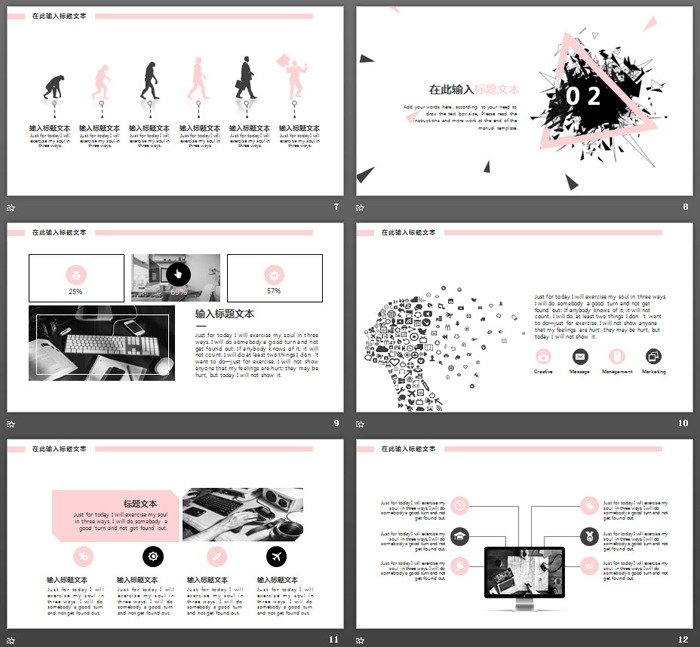 在此输入标题文本
输入标题文本 输入标题文本 输入标题文本 输入标题文本 输入标题文本 输入标题文本
Just for today I will exercise my soul in three ways.
Just for today I will exercise my soul in three ways.
Just for today I will exercise my soul in three ways.
Just for today I will exercise my soul in three ways.
Just for today I will exercise my soul in three ways.
Just for today I will exercise my soul in three ways.
7
在此输入标题文本
Add your words here, according to your need to
draw the text box size, Please read the
instructions and more work at the end of the
manual template.
02
8
在此输入标题文本
25%
65%
57%
输入标题文本
Just for today I will exercise my soul in three
ways. I will do somebody a good turn and not get
found out: If anybody knows of it, it will
not count. I will do at least two things I don't
want to do—just for exercise. I will not show
anyone that my feelings are hurt: they may be
hurt, but today I will not show it.
9
在此输入标题文本
Just for today I will exercise my soul in three ways.
I will do somebody a good turn and not get
found out: If anybody knows of it, it will not
count. I will do at least two things I don't want
to do—just for exercise. I will not show anyone
that my feelings are hurt: they may be hurt, but
today I will not show it.
Creative Message Management Marketing
10
在此输入标题文本
标题文本
Just for today I will exercise my soul
in three ways. I will do somebody a
good turn and not get found out.
输入标题文本 输入标题文本 输入标题文本 输入标题文本
Just for today I will
exercise my soul in
three ways. I will do
somebody a good turn
and not get found out.
Just for today I will
exercise my soul in
three ways. I will do
somebody a good turn
and not get found out.
Just for today I will
exercise my soul in
three ways. I will do
somebody a good turn
and not get found out.
Just for today I will
exercise my soul in
three ways. I will do
somebody a good turn
and not get found out.
11
在此输入标题文本
Just for today I will exercise my
soul in three ways. I will do
somebody a good turn and not
get found out.
Just for today I will exercise my
soul in three ways. I will do
somebody a good turn and not
get found out.
Just for today I will exercise my
soul in three ways. I will do
somebody a good turn and not
get found out.
Just for today I will exercise my
soul in three ways. I will do
somebody a good turn and not
get found out.
Just for today I will exercise my
soul in three ways. I will do
somebody a good turn and not
get found out.
Just for today I will exercise my
soul in three ways. I will do
somebody a good turn and not
get found out.
12